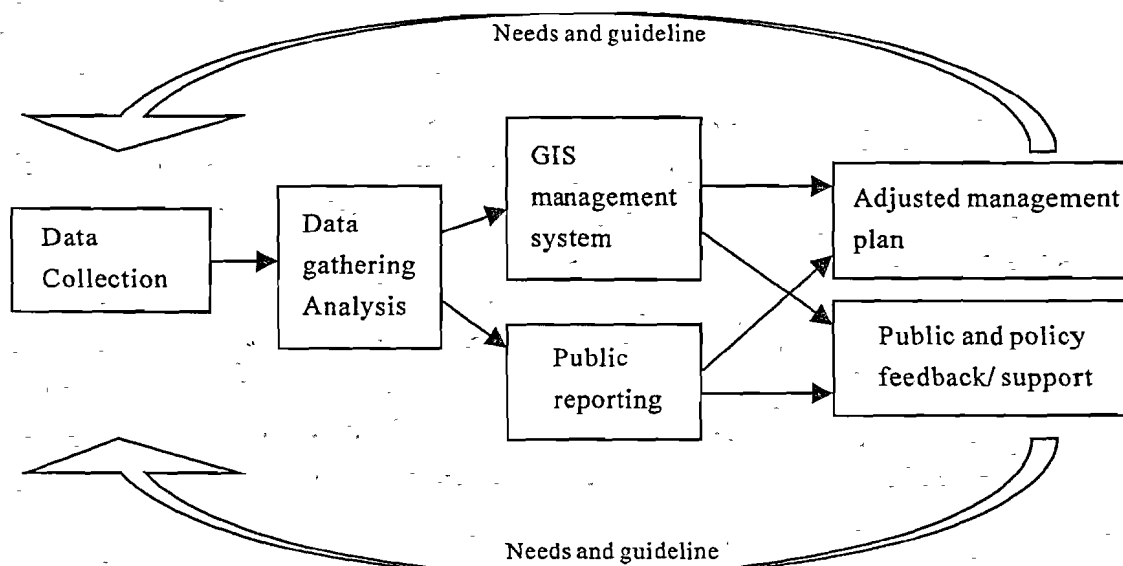 Needs and guideline
GIS
management
system
Adjusted management
plan
Data
Collection
Data
gathering
Analysis
Public
reporting
Public and policy
feedback/ support
Needs and guideline